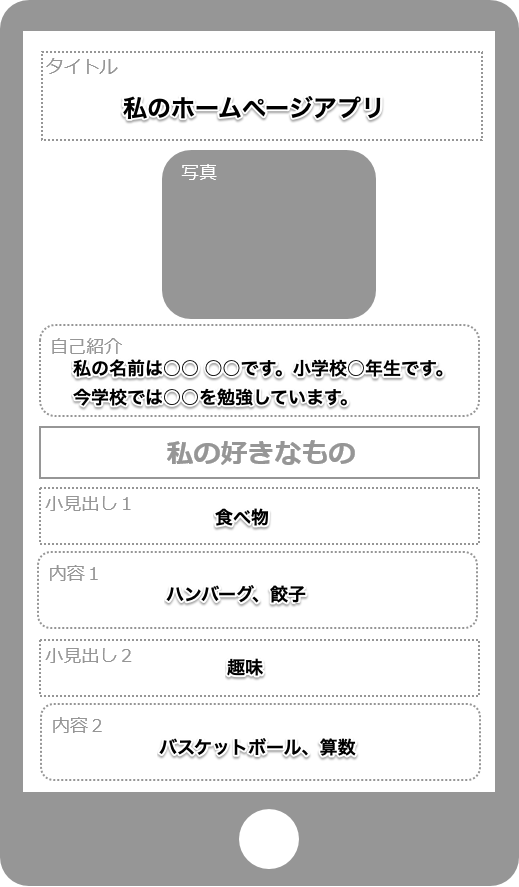 タイトル
私のホームページアプリ
写真
自己紹介
私の名前は○○ ○○です。小学校○年生です。
今学校では○○を勉強しています。
私の好きなもの
小見出し１
食べ物
内容１
ハンバーグ、餃子
小見出し２
趣味
内容２
バスケットボール、算数